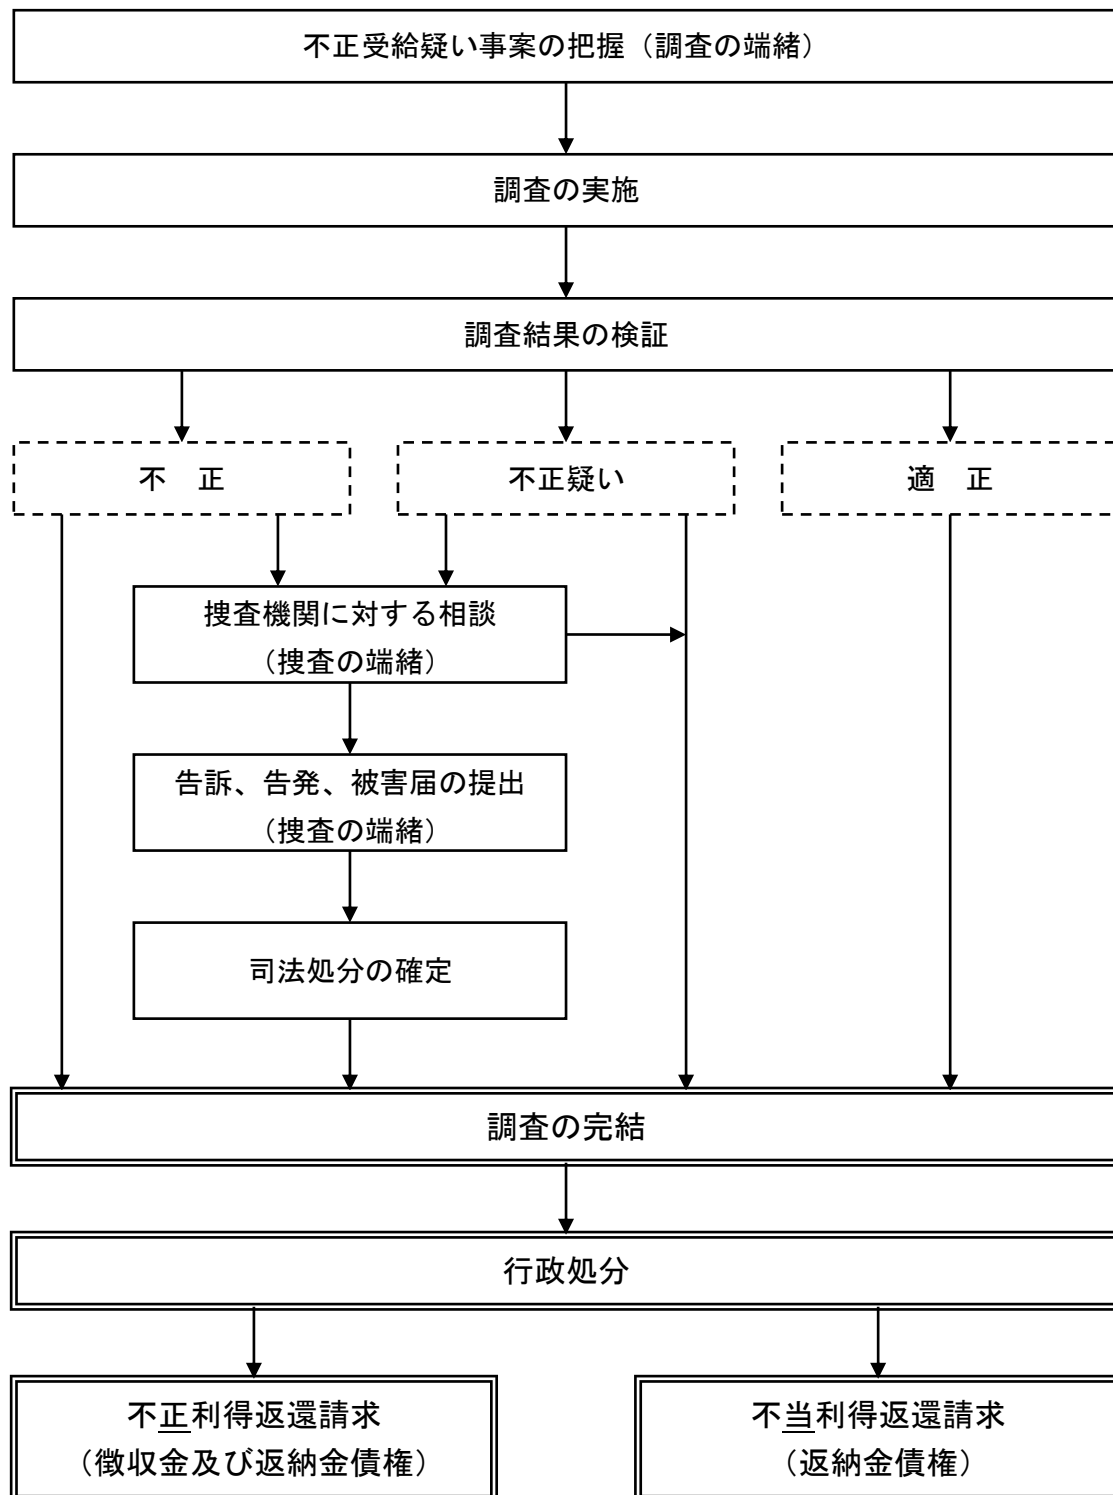 不正受給疑い事案の把握（調査の端緒）
調査の実施
調査結果の検証
不　正
不正疑い
適　正
捜査機関に対する相談
（捜査の端緒）
告訴、告発、被害届の提出
（捜査の端緒）
司法処分の確定
調査の完結
行政処分
不正利得返還請求
（徴収金及び返納金債権）
不当利得返還請求
（返納金債権）